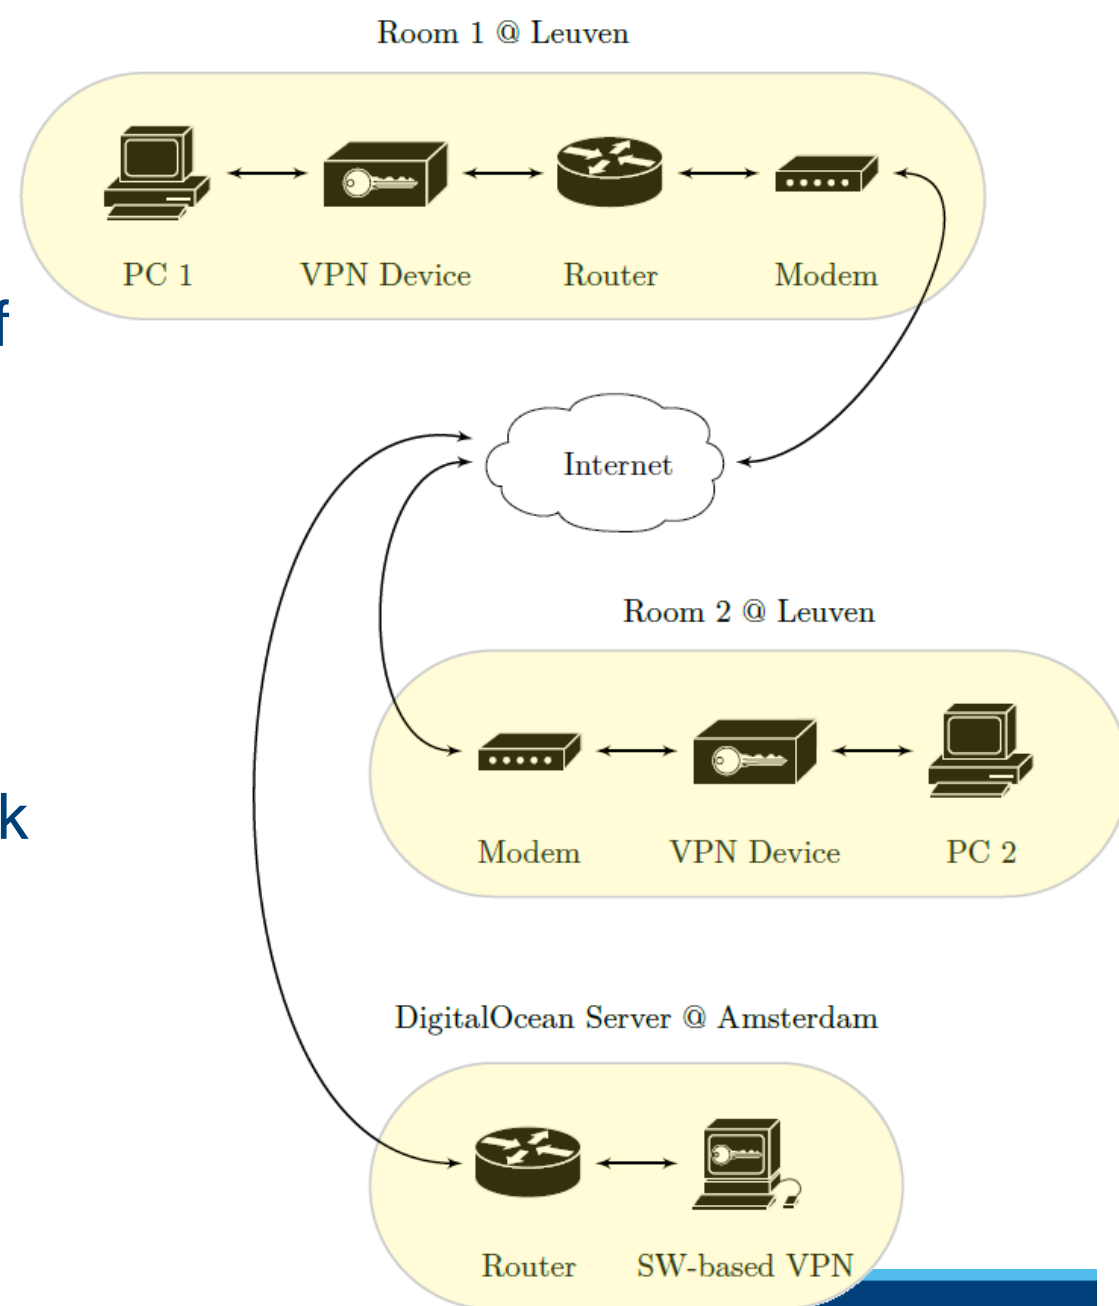 Room 1 @ Leuven
PC 1 VPN Device Router Modem
f
Internet
Room 2 @ Leuven
k
Modem VPN Device PC 2
DigitalOcean Server @ Amsterdam
Router SW-based VPN